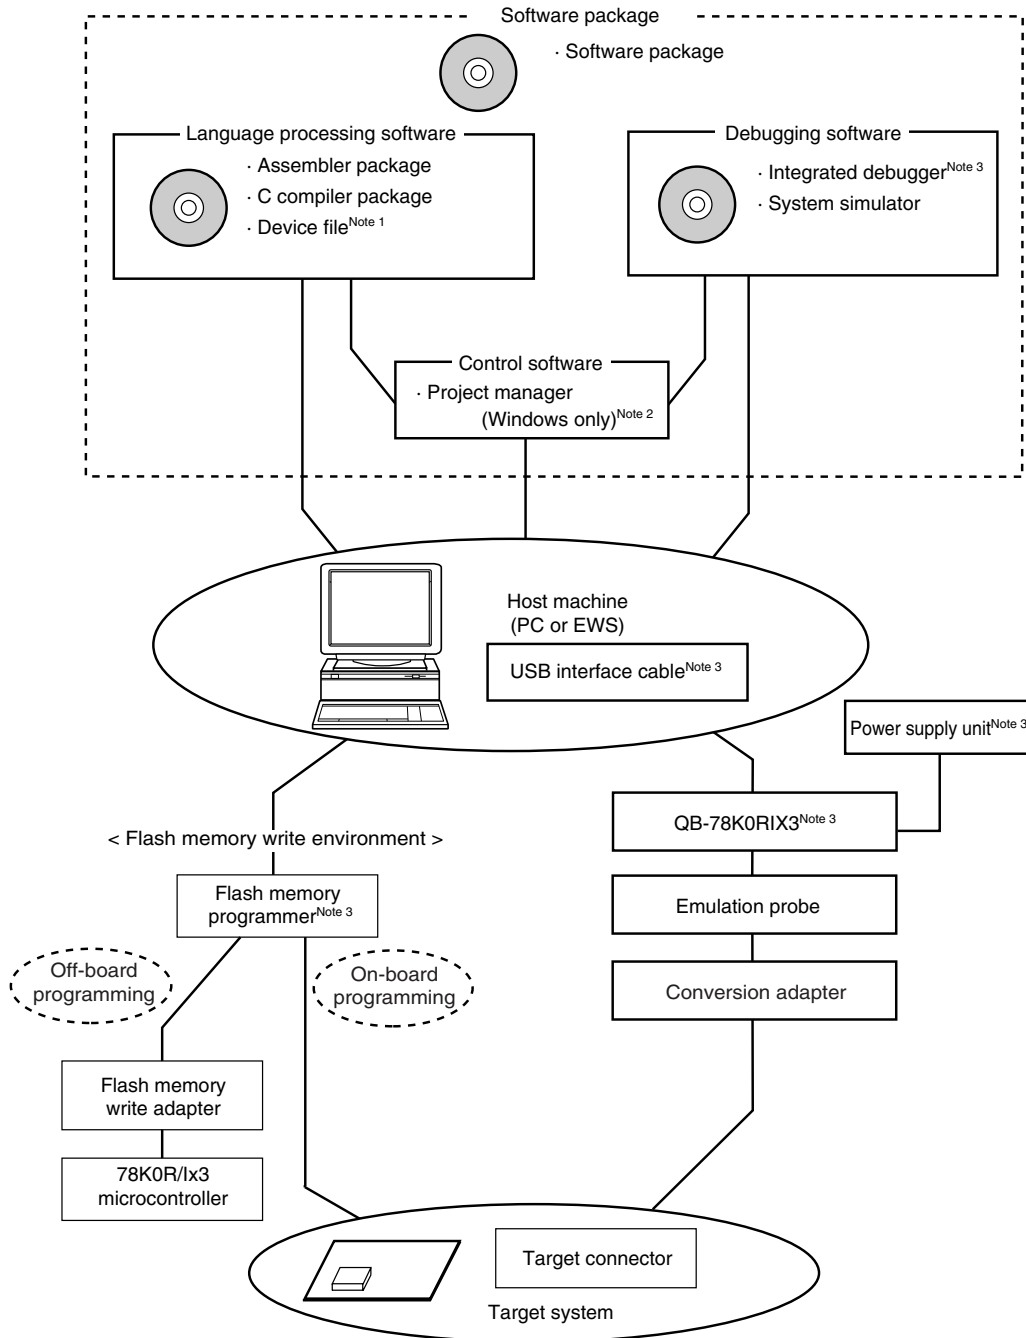 Software package
· Software package
Language processing software
· Assembler package
· C compiler package
· Device fileNote 1
Debugging software
· Integrated debuggerNote 3
· System simulator
Control software
· Project manager
(Windows only)Note 2
Host machine
(PC or EWS)
USB interface cableNote 3
Power supply unitNote 3
QB-78K0RIX3Note 3
< Flash memory write environment >
Flash memory
programmerNote 3
Emulation probe
Off-board
programming
On-board
programming
Conversion adapter
Flash memory
write adapter
78K0R/Ix3
microcontroller
Target connector
Target system